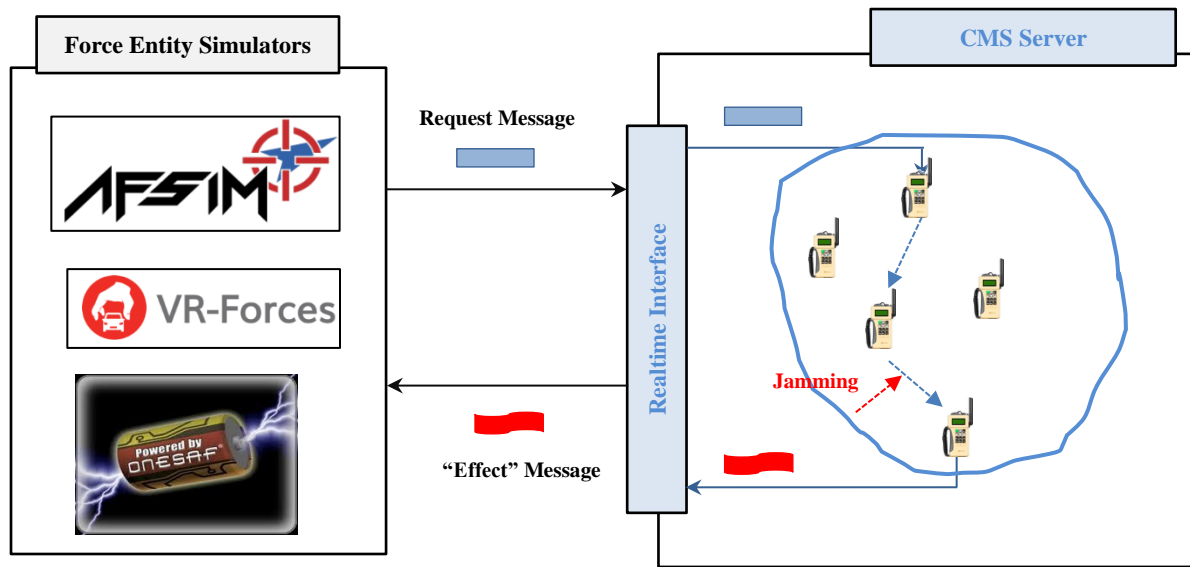 Force Entity Simulators
CMS Server
AFSIM
Request Message
VR-Forces
Realtime Interface
Jamming
Powered by
ONESAF®
“Effect” Message